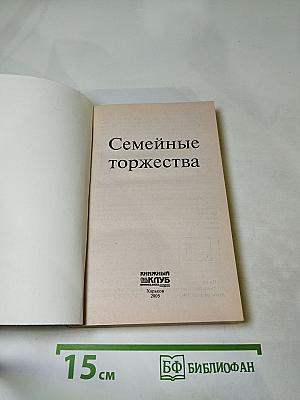 Семейные
торжества
КНИЖНЫЙ
КЛУБ
Харьков
2005
15 см
БФ БИБЛИОФАН